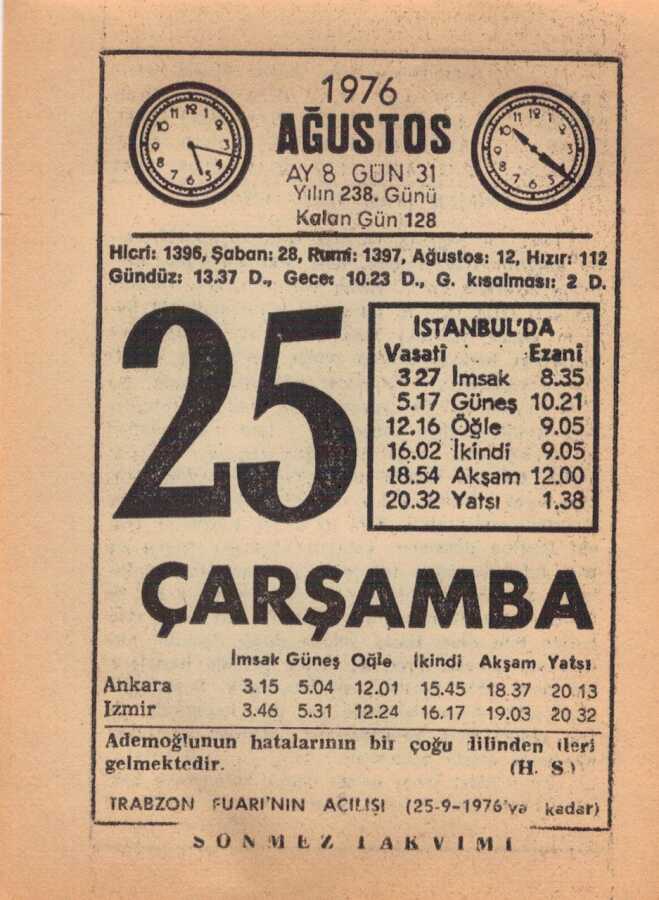 1976
AĞUSTOS
AY 8 GÜN 31
Yılın 238. Günü
Kalan Gün 128
Hicri: 1396, Şaban: 28, Rumi: 1397, Ağustos: 12, Hızır: 112
Gündüz: 13.37 D., Gece: 10.23 D., G. kısalması: 2 D.
25
İSTANBUL'DA
Vasati Ezani
3 27 İmsak 8.35
5.17 Güneş 10.21
12.16 Öğle 9.05
16.02 İkindi 9.05
18.54 Akşam 12.00
20.32 Yatsı 1.38
ÇARŞAMBA
İmsak Güneş Oğle İkindi Akşam Yatsı
Ankara 3.15 5.04 12.01 15.45 18.37 20 13
Izmir 3.46 5.31 12.24 16.17 19.03 20 32
Ademoğlunun hatalarının bir çoğu dilinden ileri
gelmektedir. (H. S.)
TRABZON FUARI'NIN AÇILIŞI (25-9-1976'ya kadar)
SÖNMEZ TAKVİMİ